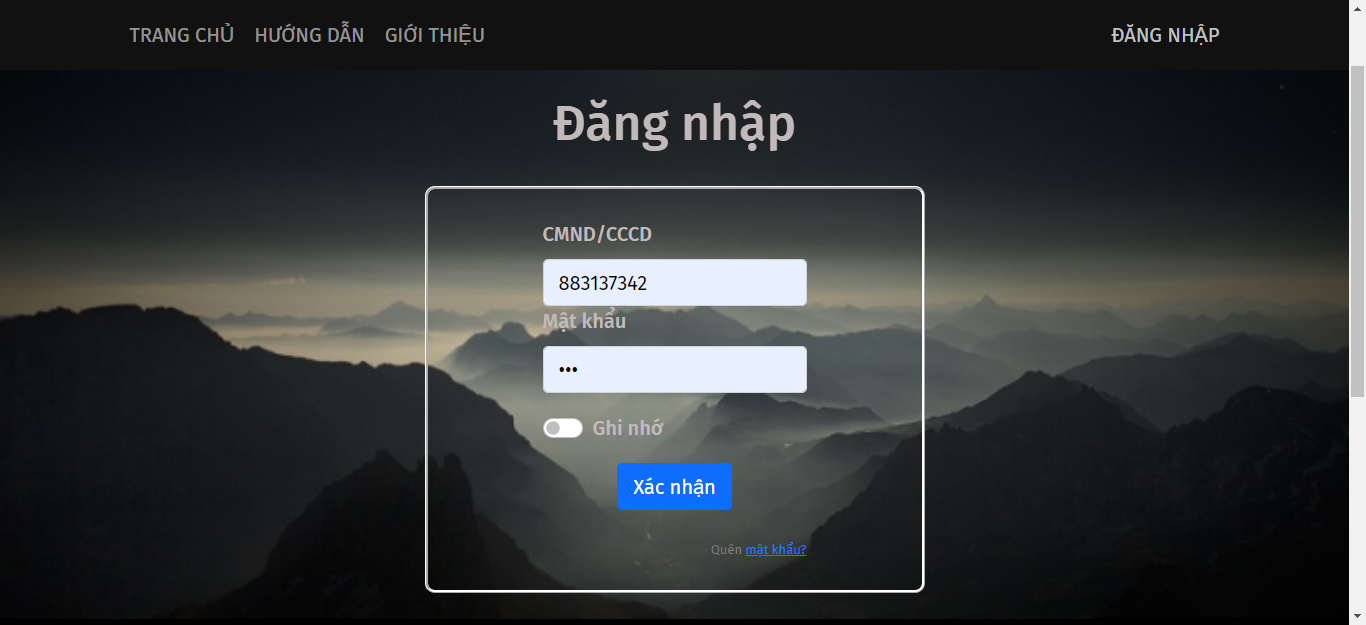 TRANG CHỦ HƯỚNG DẪN GIỚI THIỆU ĐĂNG NHẬP
Đăng nhập
CMND/CCCD
883137342
Mật khẩu
•••
Ghi nhớ
Xác nhận
Quên mật khẩu?